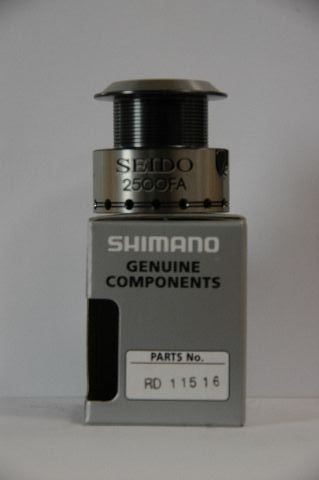 SEIDO
2500FA
SHIMANO
GENUINE
COMPONENTS
PARTS No.
RD 11516